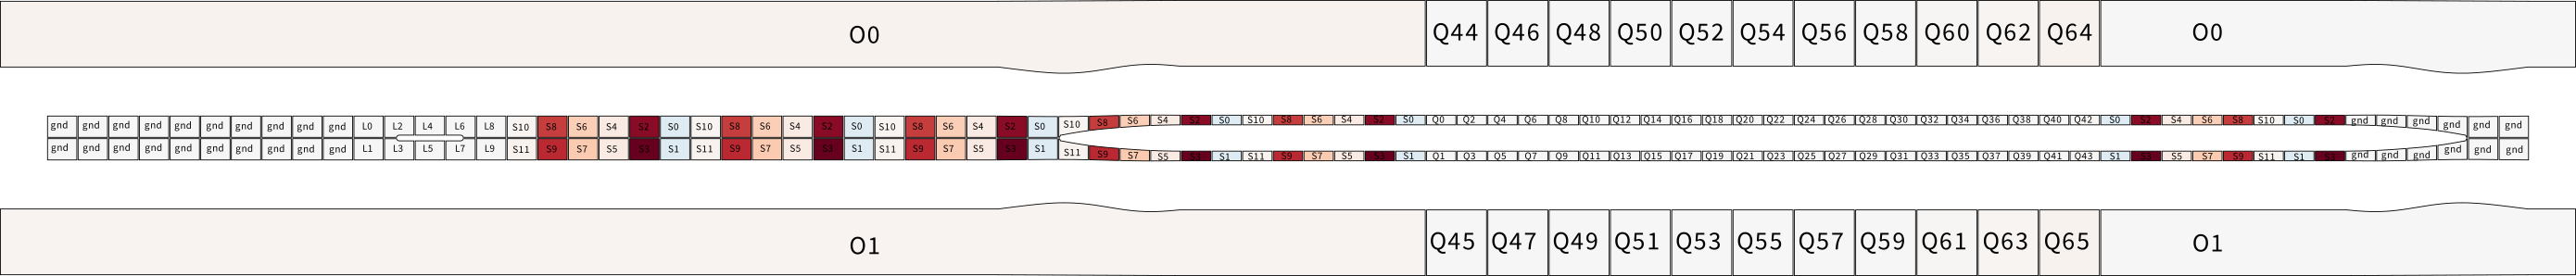 O0 Q44 Q46 Q48 Q50 Q52 Q54 Q56 Q58 Q60 Q62 Q64 O0
gnd gnd gnd gnd gnd gnd gnd gnd gnd gnd L0 L2 L4 L6 L8 S10 S8 S6 S4 S2 S0 S10 S8 S6 S4 S2 S0 S10 S8 S6 S4 S2 S0 S10 S8 S6 S4 S2 S0 S10 S8 S6 S4 S2 S0 Q0 Q2 Q4 Q6 Q8 Q10 Q12 Q14 Q16 Q18 Q20 Q22 Q24 Q26 Q28 Q30 Q32 Q34 Q36 Q38 Q40 Q42 S0 S2 S4 S6 S8 S10 S0 S2 gnd gnd gnd gnd gnd gnd
gnd gnd gnd gnd gnd gnd gnd gnd gnd gnd L1 L3 L5 L7 L9 S11 S9 S7 S5 S3 S1 S11 S9 S7 S5 S3 S1 S11 S9 S7 S5 S3 S1 S11 S9 S7 S5 S3 S1 S11 S9 S7 S5 S3 S1 Q1 Q3 Q5 Q7 Q9 Q11 Q13 Q15 Q17 Q19 Q21 Q23 Q25 Q27 Q29 Q31 Q33 Q35 Q37 Q39 Q41 Q43 S1 S3 S5 S7 S9 S11 S1 S3 gnd gnd gnd gnd gnd gnd
O1 Q45 Q47 Q49 Q51 Q53 Q55 Q57 Q59 Q61 Q63 Q65 O1